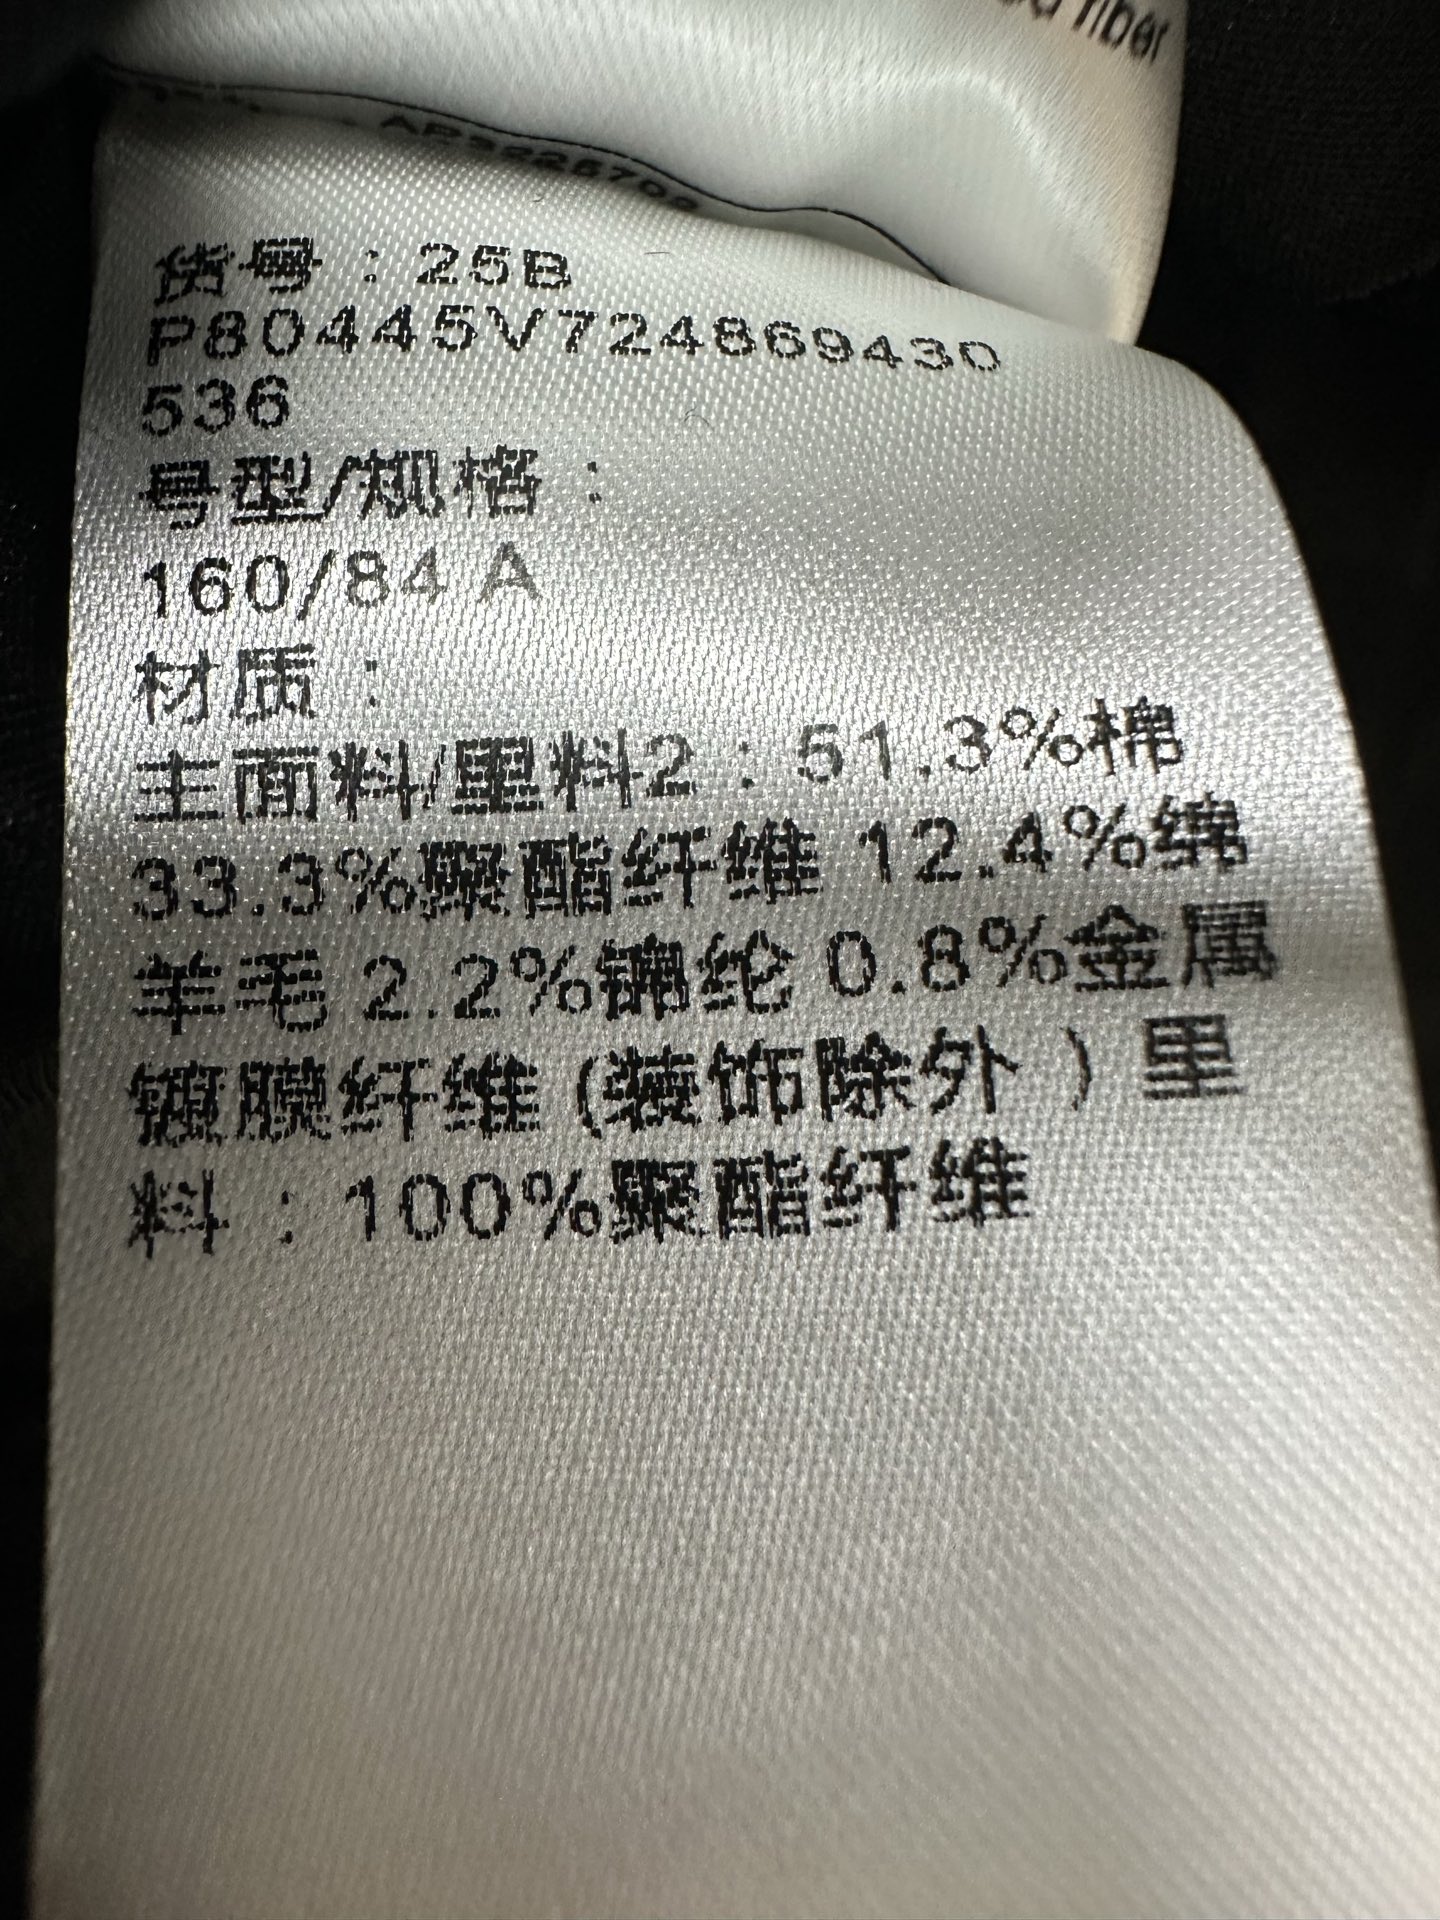 fiber
货号：25B
P80445V724869430
536
号型/规格：
160/84 A
材质：
主面料/里料2：51.3%棉
33.3%聚酯纤维 12.4%绵
羊毛 2.2%锦纶 0.8%金属
镀膜纤维(装饰除外）里
料：100%聚酯纤维